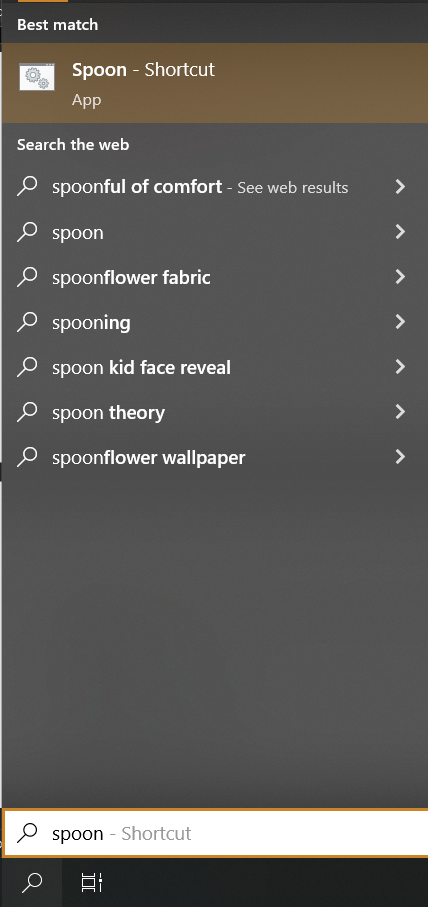 Best match
Spoon - Shortcut
App
Search the web
spoonful of comfort - See web results
spoon
spoonflower fabric
spooning
spoon kid face reveal
spoon theory
spoonflower wallpaper
spoon - Shortcut